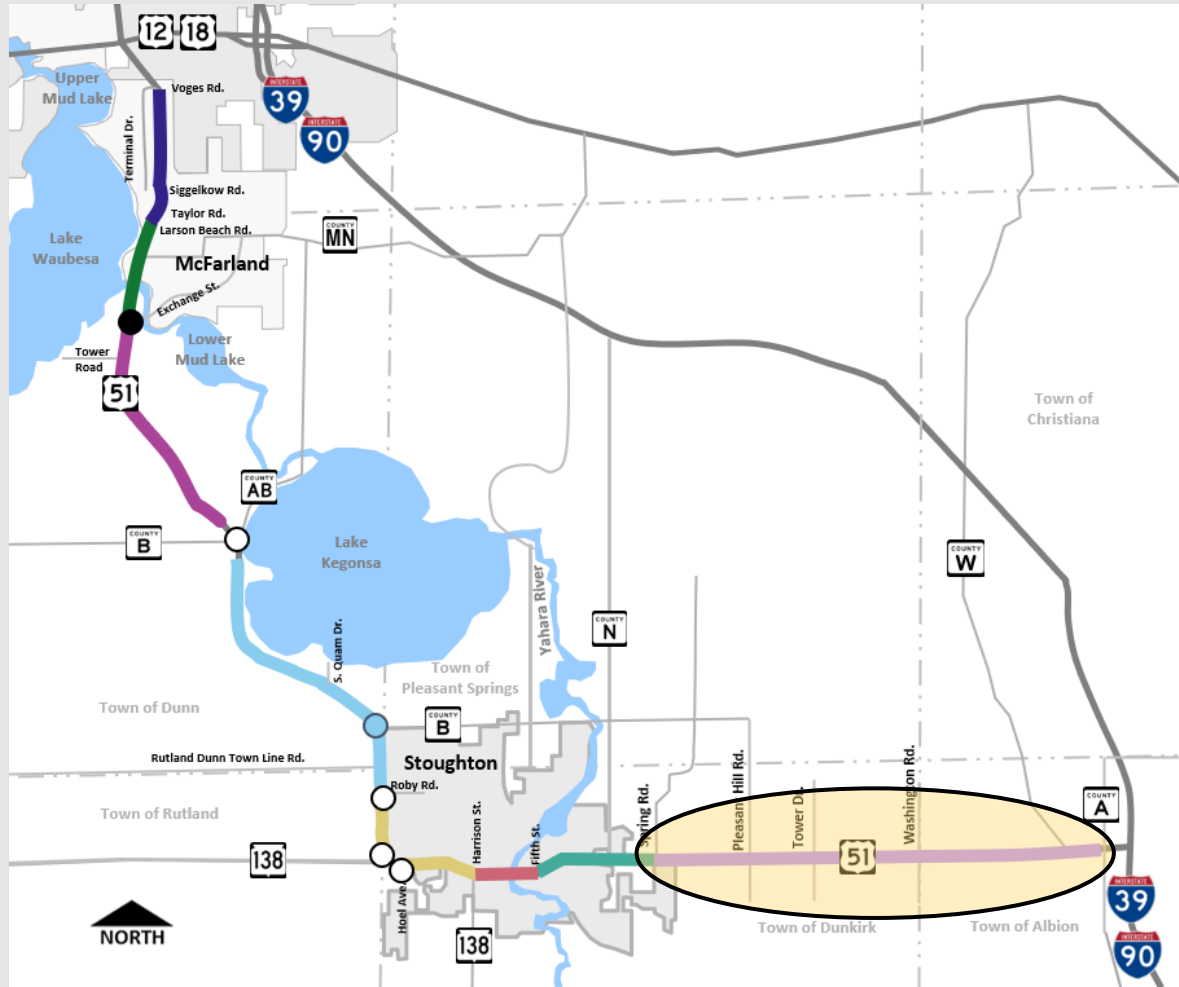 12 18
Upper
Mud Lake
Voges Rd.
INTERSTATE
39
INTERSTATE
90
Terminal Dr.
Siggelkow Rd.
Taylor Rd.
Larson Beach Rd.
COUNTY
MN
Lake
Waubesa
McFarland
Exchange St.
Lower
Mud Lake
Tower
Road
51
Town of
Christiana
COUNTY
AB
COUNTY
B
Lake
Kegonsa
COUNTY
W
Yahara River
COUNTY
N
S. Quam Dr.
Town of
Pleasant Springs
Town of Dunn
COUNTY
B
Rutland Dunn Town Line Rd.
Stoughton
Roby Rd.
Town of Rutland
Harrison St.
Fifth St.
Spring Rd.
Pleasant Hill Rd.
Tower Dr.
Washington Rd.
COUNTY
A
138
51
Hoel Ave.
INTERSTATE
39
NORTH
138
Town of Dunkirk
Town of Albion
INTERSTATE
90